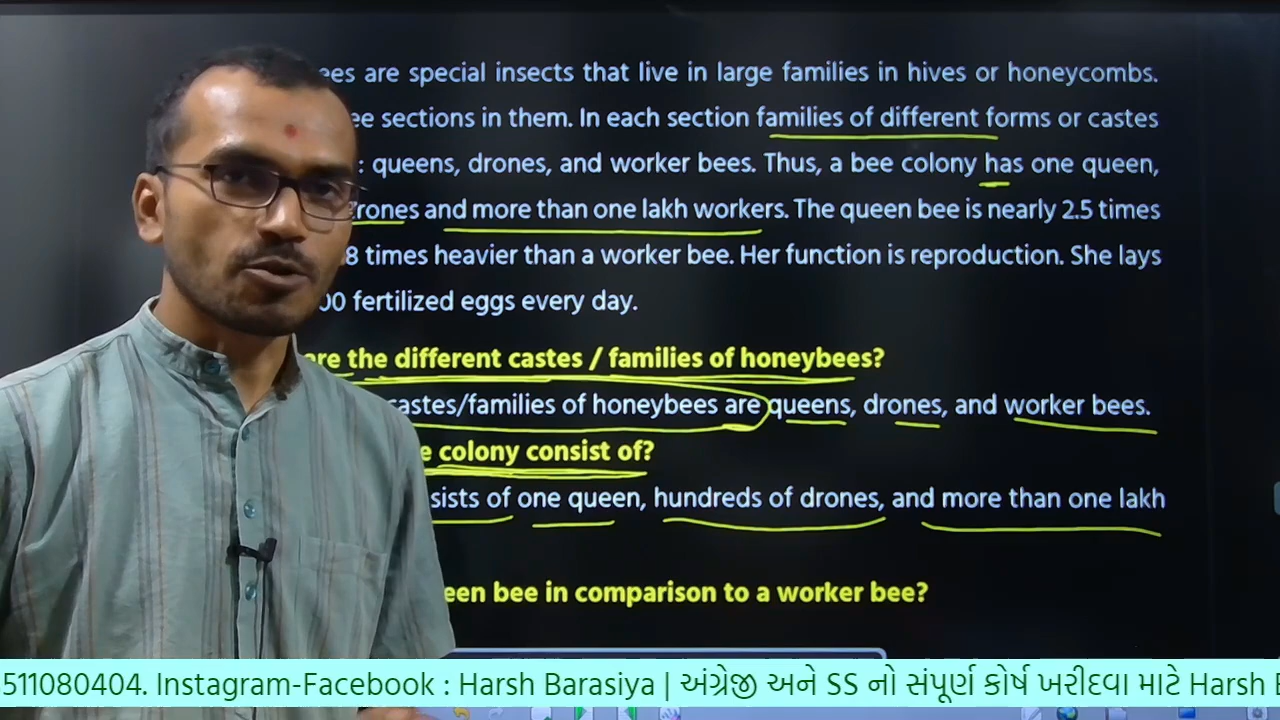 ees are special insects that live in large families in hives or honeycombs.
ee sections in them. In each section families of different forms or castes
: queens, drones, and worker bees. Thus, a bee colony has one queen,
rones and more than one lakh workers. The queen bee is nearly 2.5 times
8 times heavier than a worker bee. Her function is reproduction. She lays
00 fertilized eggs every day.
are the different castes / families of honeybees?
castes/families of honeybees are queens, drones, and worker bees.
e colony consist of?
sists of one queen, hundreds of drones, and more than one lakh
een bee in comparison to a worker bee?
511080404. Instagram-Facebook : Harsh Barasiya | અંગ્રેજી અને SS નો સંપૂર્ણ કોર્ષ ખરીદવા માટે Harsh